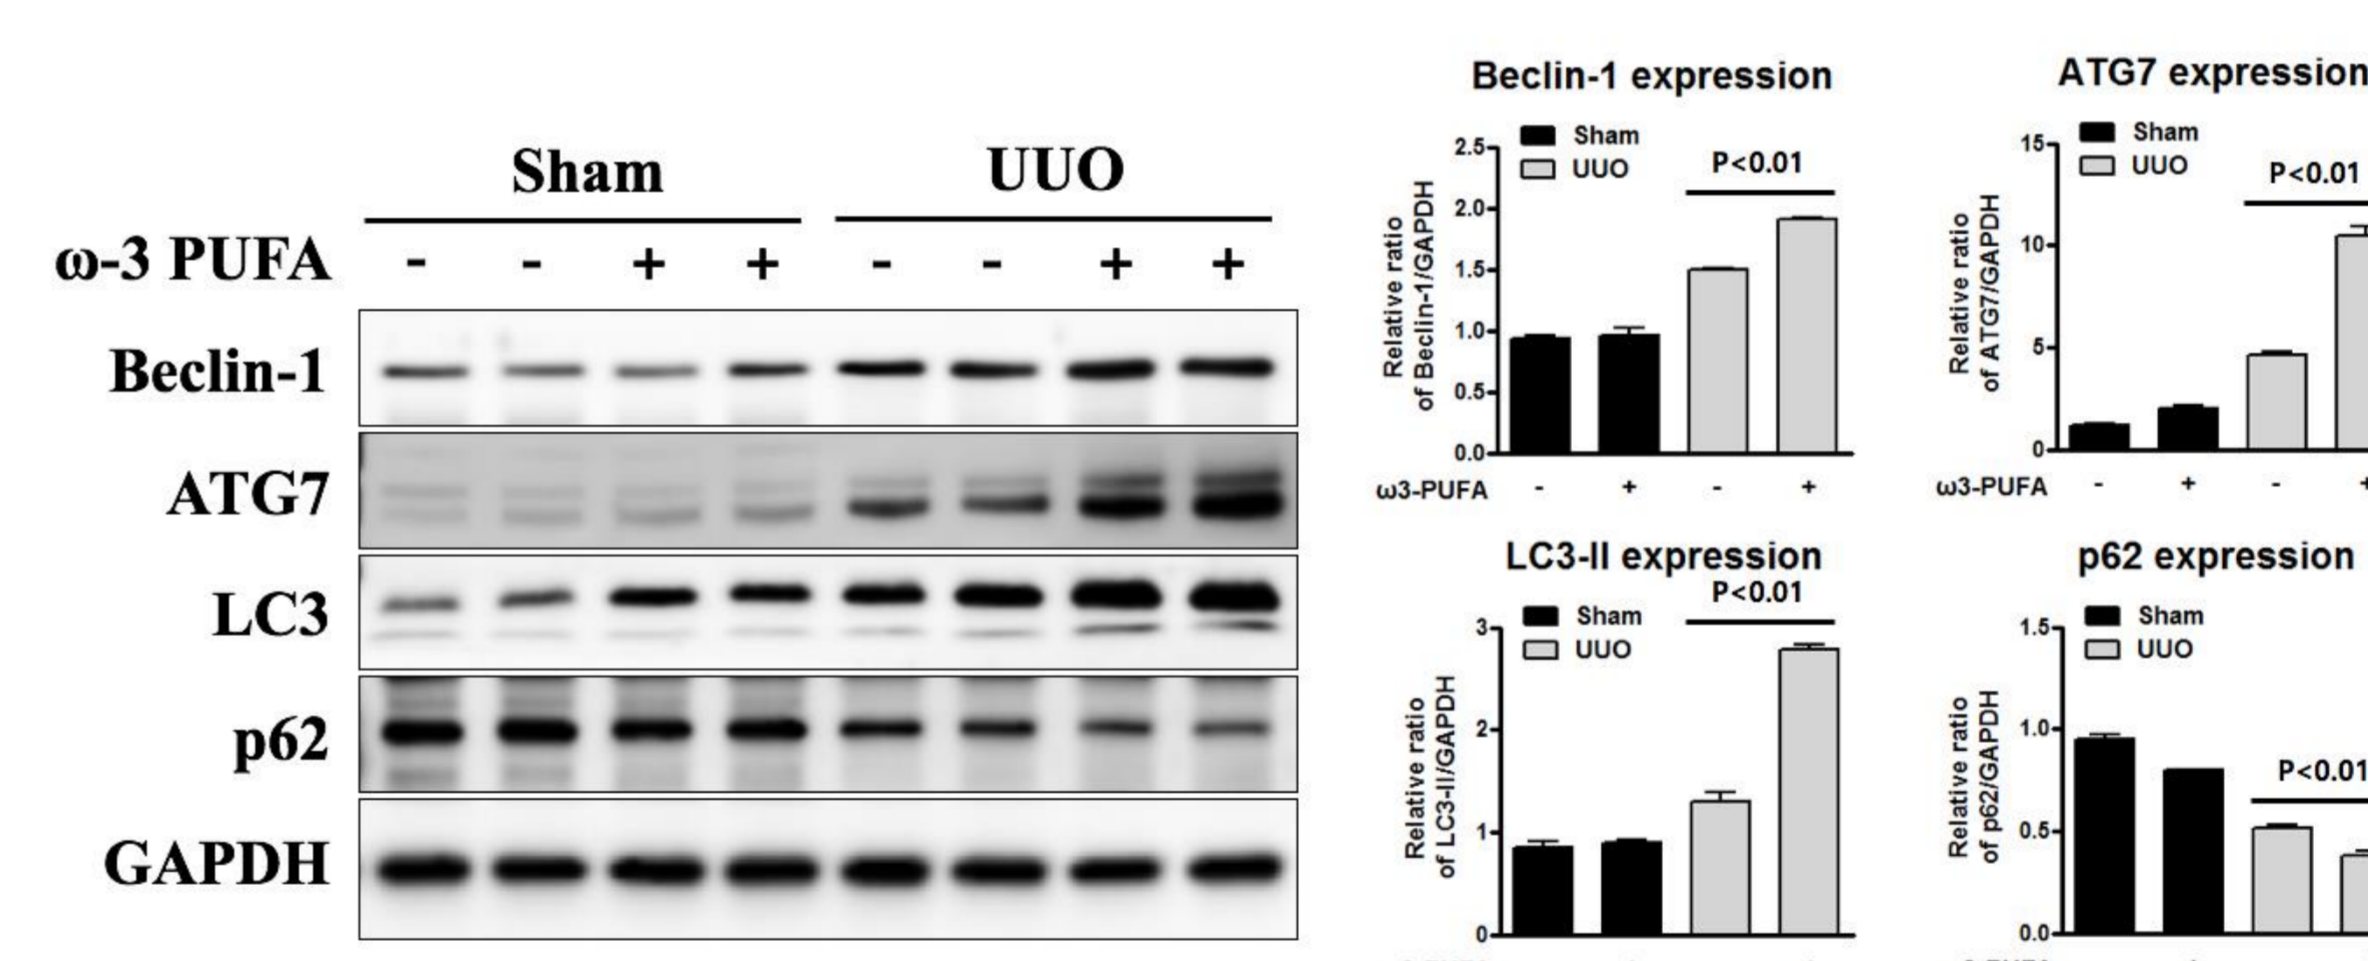 Sham UUO
ω-3 PUFA - - + + - - + +
Beclin-1
ATG7
LC3
p62
GAPDH
Beclin-1 expression
Sham
UUO
P<0.01
Relative ratio
of Beclin-1/GAPDH
2.5
2.0
1.5
1.0
0.5
0.0
ω3-PUFA - + - +
ATG7 expression
Sham
UUO
P<0.01
Relative ratio
of ATG7/GAPDH
15
10
5
0
ω3-PUFA - + - +
LC3-II expression
P<0.01
Sham
UUO
Relative ratio
of LC3-II/GAPDH
3
2
1
0
p62 expression
Sham
UUO
P<0.01
Relative ratio
of p62/GAPDH
1.5
1.0
0.5
0.0